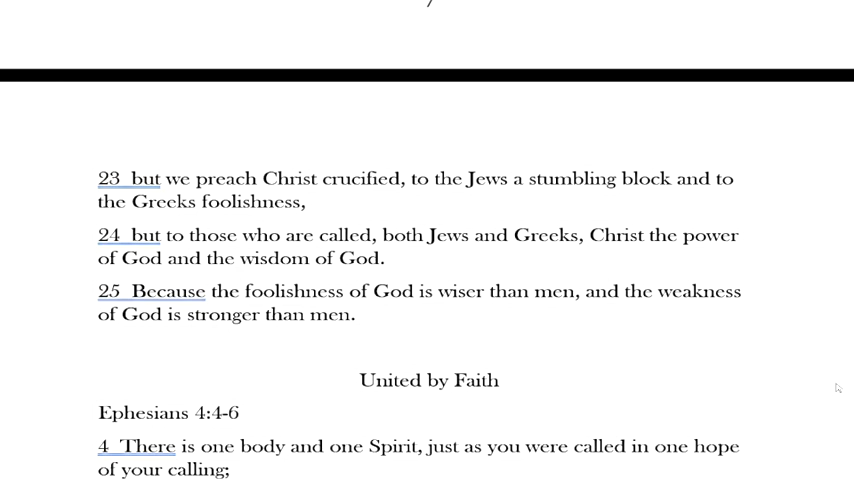 23 but we preach Christ crucified, to the Jews a stumbling block and to
the Greeks foolishness,
24 but to those who are called, both Jews and Greeks, Christ the power
of God and the wisdom of God.
25 Because the foolishness of God is wiser than men, and the weakness
of God is stronger than men.
United by Faith
Ephesians 4:4-6
4 There is one body and one Spirit, just as you were called in one hope
of your calling;